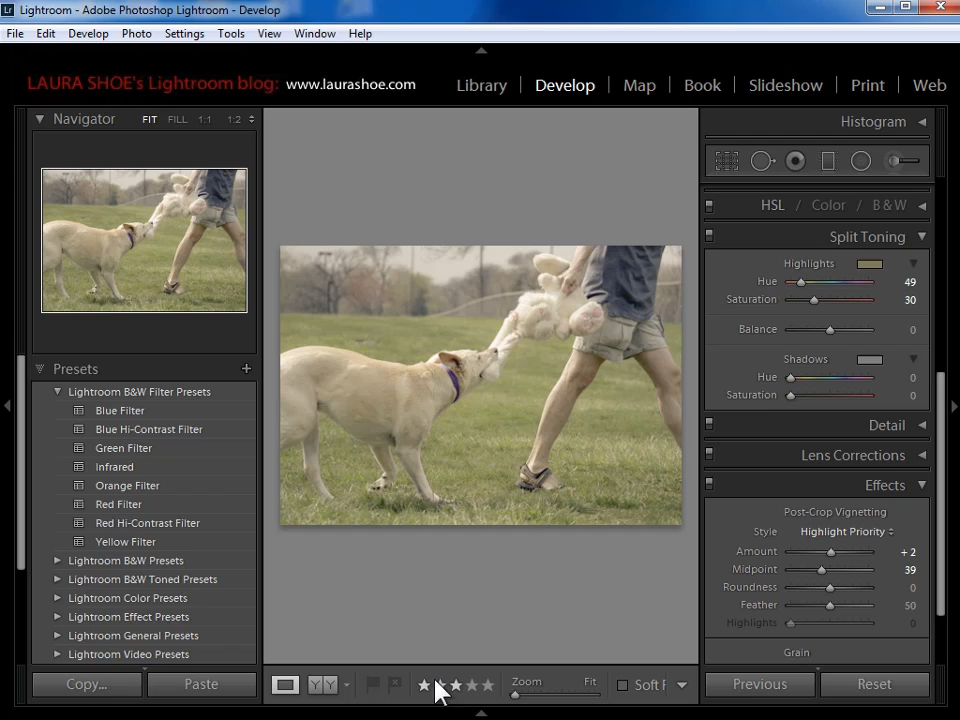 Lr Lightroom - Adobe Photoshop Lightroom - Develop
File Edit Develop Photo Settings Tools View Window Help
LAURA SHOE's Lightroom blog: www.laurashoe.com
Library | Develop | Map | Book | Slideshow | Print | Web
Navigator FIT FILL 1:1 1:2
Presets +
Lightroom B&W Filter Presets
Blue Filter
Blue Hi-Contrast Filter
Green Filter
Infrared
Orange Filter
Red Filter
Red Hi-Contrast Filter
Yellow Filter
Lightroom B&W Presets
Lightroom B&W Toned Presets
Lightroom Color Presets
Lightroom Effect Presets
Lightroom General Presets
Lightroom Video Presets
Copy... Paste
YY Zoom Fit Soft
Histogram
HSL / Color / B&W
Split Toning
Highlights
Hue 49
Saturation 30
Balance 0
Shadows
Hue 0
Saturation 0
Detail
Lens Corrections
Effects
Post-Crop Vignetting
Style Highlight Priority
Amount + 2
Midpoint 39
Roundness 0
Feather 50
Highlights 0
Grain
Previous Reset